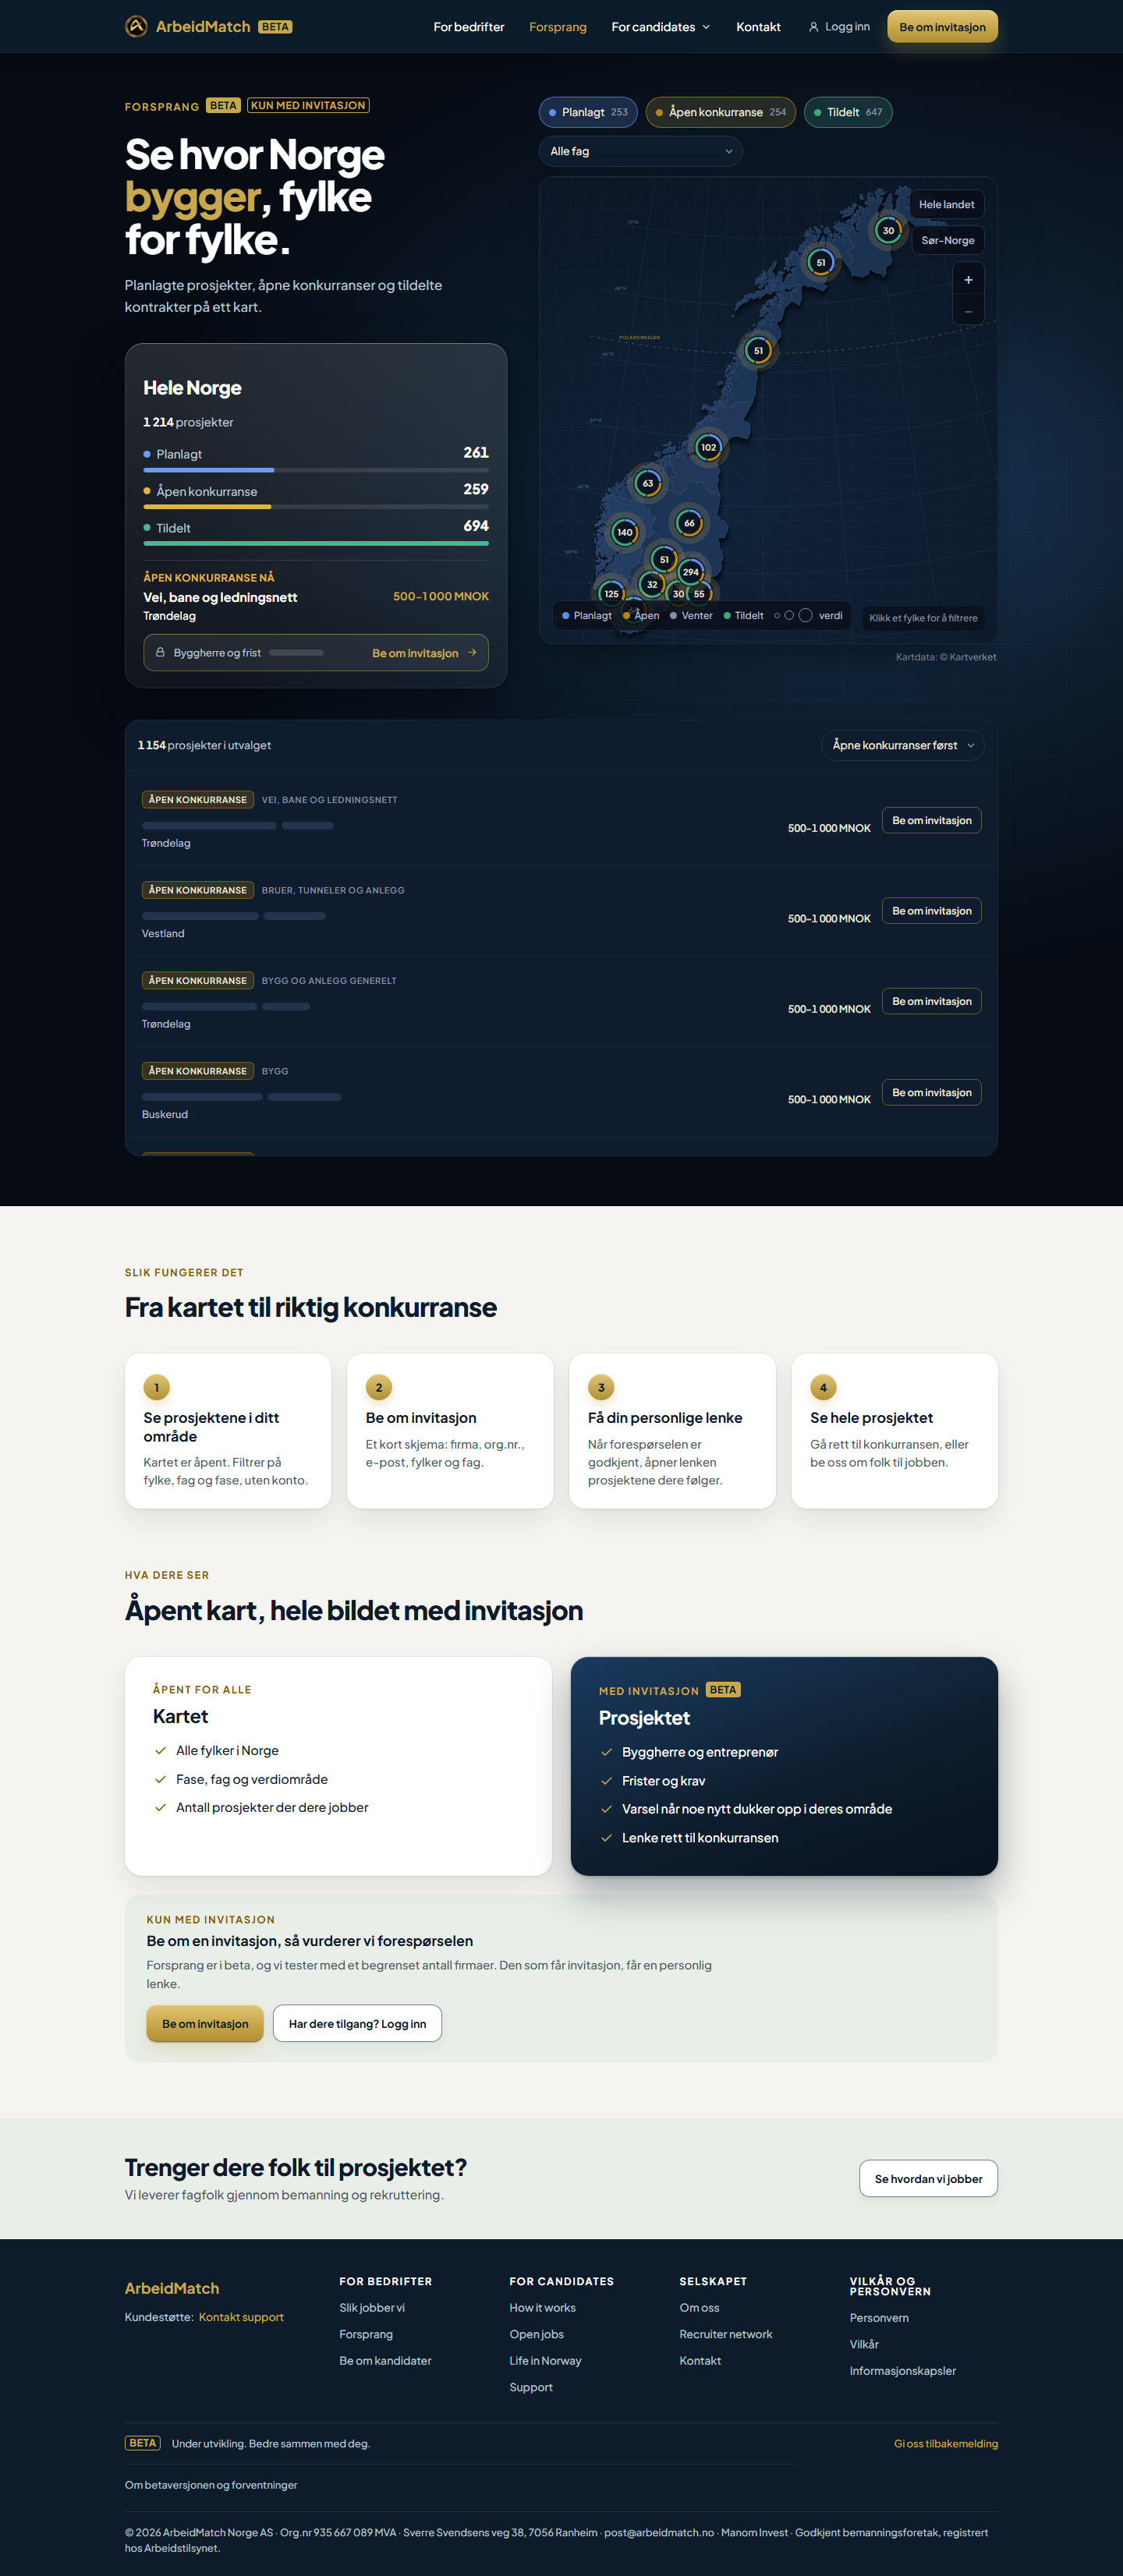 ArbeidMatch BETA
For bedrifter Forsprang For candidates Kontakt Logg inn Be om invitasjon
FORSPRANG BETA KUN MED INVITASJON
Se hvor Norge
bygger, fylke
for fylke.
Planlagte prosjekter, åpne konkurranser og tildelte
kontrakter på ett kart.
Hele Norge
1 214 prosjekter
Planlagt 261
Åpen konkurranse 259
Tildelt 694
ÅPEN KONKURRANSE NÅ
Vei, bane og ledningsnett 500–1 000 MNOK
Trøndelag
Byggherre og frist Be om invitasjon
Planlagt 253 Åpen konkurranse 254 Tildelt 647
Alle fag
Hele landet
Sør-Norge
+
−
30
51
POLARSIRKELEN
51
102
63
66
140
51
294
32
125
30
55
Planlagt Åpen Venter Tildelt verdi
Klikk et fylke for å filtrere
Kartdata: © Kartverket
1 154 prosjekter i utvalget Åpne konkurranser først
ÅPEN KONKURRANSE VEI, BANE OG LEDNINGSNETT
500–1 000 MNOK Be om invitasjon
Trøndelag
ÅPEN KONKURRANSE BRUER, TUNNELER OG ANLEGG
500–1 000 MNOK Be om invitasjon
Vestland
ÅPEN KONKURRANSE BYGG OG ANLEGG GENERELT
500–1 000 MNOK Be om invitasjon
Trøndelag
ÅPEN KONKURRANSE BYGG
500–1 000 MNOK Be om invitasjon
Buskerud
SLIK FUNGERER DET
Fra kartet til riktig konkurranse
1
Se prosjektene i ditt
område
Kartet er åpent. Filtrer på
fylke, fag og fase, uten konto.
2
Be om invitasjon
Et kort skjema: firma, org.nr.,
e-post, fylker og fag.
3
Få din personlige lenke
Når forespørselen er
godkjent, åpner lenken
prosjektene dere følger.
4
Se hele prosjektet
Gå rett til konkurransen, eller
be oss om folk til jobben.
HVA DERE SER
Åpent kart, hele bildet med invitasjon
ÅPENT FOR ALLE
Kartet
Alle fylker i Norge
Fase, fag og verdiområde
Antall prosjekter der dere jobber
MED INVITASJON BETA
Prosjektet
Byggherre og entreprenør
Frister og krav
Varsel når noe nytt dukker opp i deres område
Lenke rett til konkurransen
KUN MED INVITASJON
Be om en invitasjon, så vurderer vi forespørselen
Forsprang er i beta, og vi tester med et begrenset antall firmaer. Den som får invitasjon, får en personlig
lenke.
Be om invitasjon Har dere tilgang? Logg inn
Trenger dere folk til prosjektet?
Vi leverer fagfolk gjennom bemanning og rekruttering.
Se hvordan vi jobber
ArbeidMatch
Kundestøtte: Kontakt support
FOR BEDRIFTER
Slik jobber vi
Forsprang
Be om kandidater
FOR CANDIDATES
How it works
Open jobs
Life in Norway
Support
SELSKAPET
Om oss
Recruiter network
Kontakt
VILKÅR OG
PERSONVERN
Personvern
Vilkår
Informasjonskapsler
BETA Under utvikling. Bedre sammen med deg. Gi oss tilbakemelding
Om betaversjonen og forventninger
© 2026 ArbeidMatch Norge AS · Org.nr 935 667 089 MVA · Sverre Svendsens veg 38, 7056 Ranheim · post@arbeidmatch.no · Manom Invest · Godkjent bemanningsforetak, registrert
hos Arbeidstilsynet.